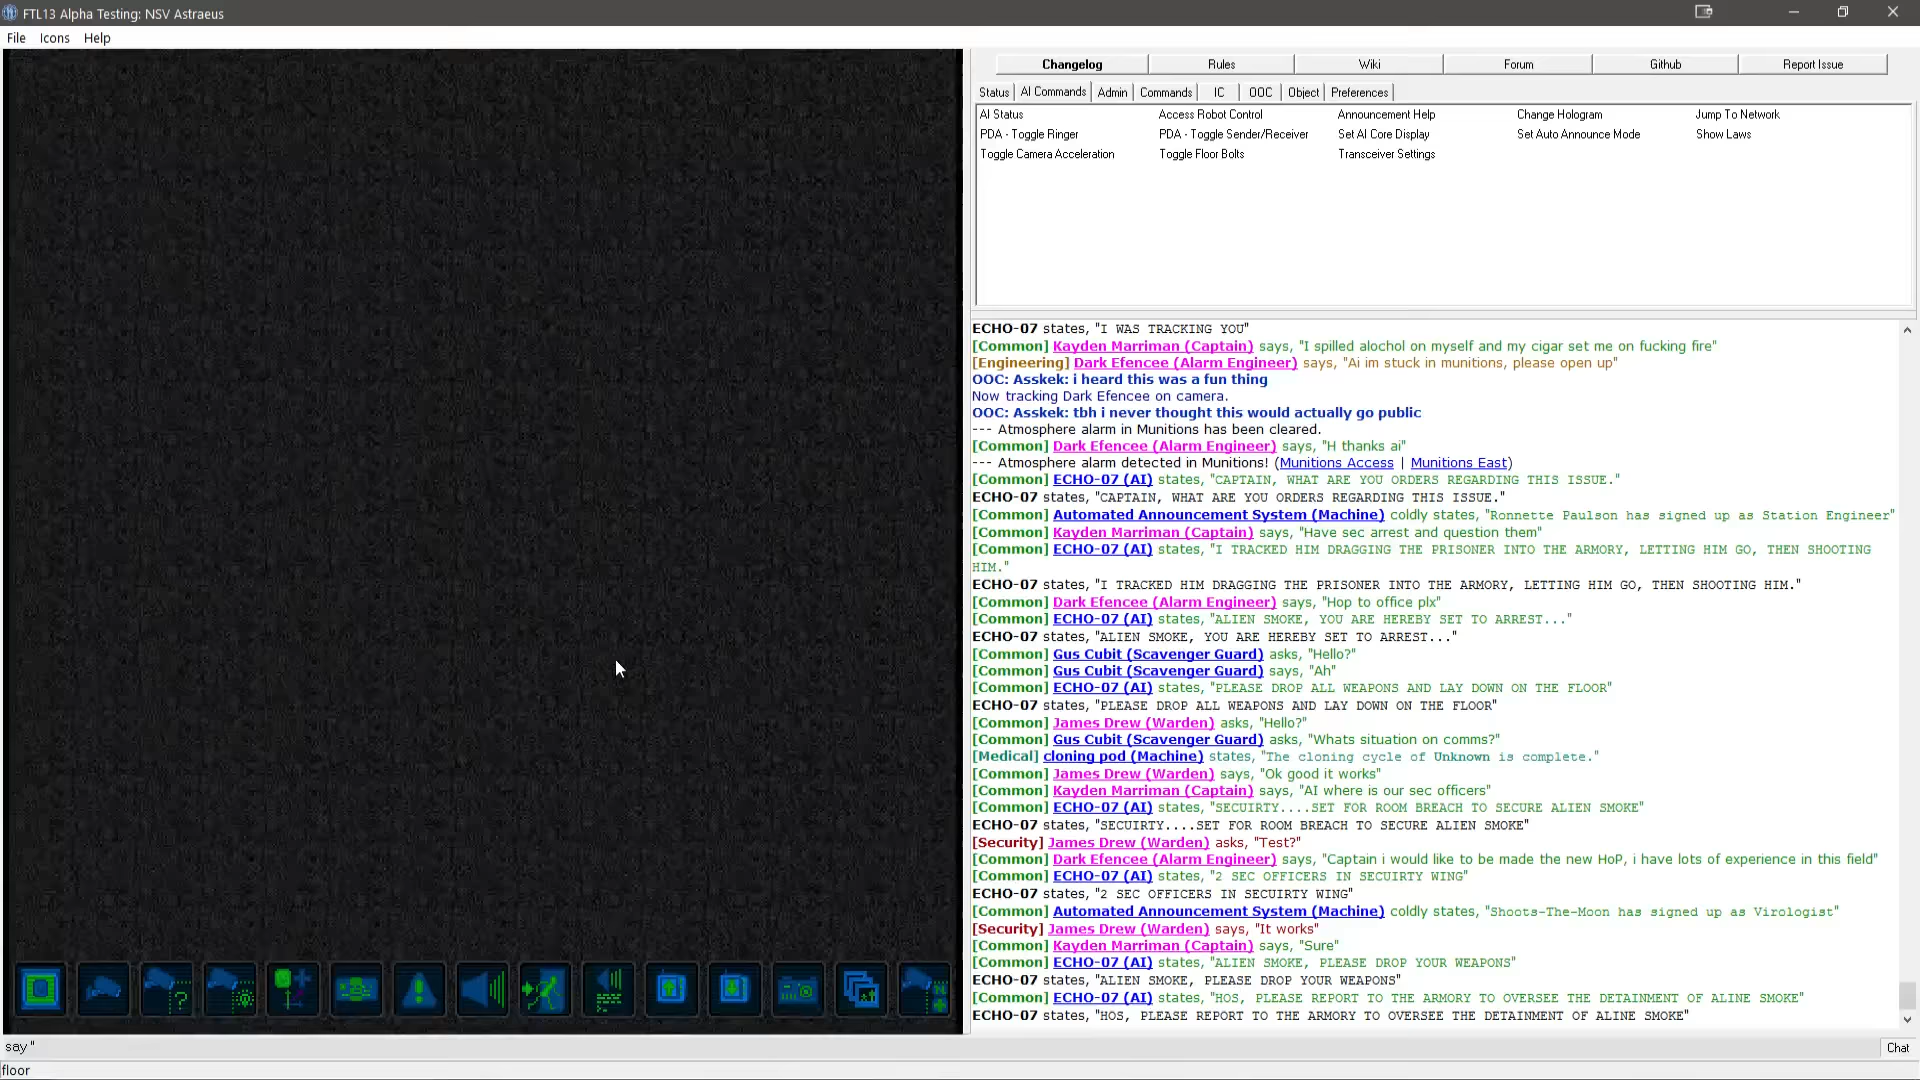 FTL13 Alpha Testing: NSV Astraeus
File Icons Help
Changelog Rules Wiki Forum Github Report Issue
Status AI Commands Admin Commands IC OOC Object Preferences
AI Status Access Robot Control Announcement Help Change Hologram Jump To Network
PDA - Toggle Ringer PDA - Toggle Sender/Receiver Set AI Core Display Set Auto Announce Mode Show Laws
Toggle Camera Acceleration Toggle Floor Bolts Transceiver Settings
ECHO-07 states, "I WAS TRACKING YOU"
[Common] Kayden Marriman (Captain) says, "I spilled alochol on myself and my cigar set me on fucking fire"
[Engineering] Dark Efencee (Alarm Engineer) says, "Ai im stuck in munitions, please open up"
OOC: Asskek: i heard this was a fun thing
Now tracking Dark Efencee on camera.
OOC: Asskek: tbh i never thought this would actually go public
--- Atmosphere alarm in Munitions has been cleared.
[Common] Dark Efencee (Alarm Engineer) says, "H thanks ai"
--- Atmosphere alarm detected in Munitions! (Munitions Access | Munitions East)
[Common] ECHO-07 (AI) states, "CAPTAIN, WHAT ARE YOU ORDERS REGARDING THIS ISSUE."
ECHO-07 states, "CAPTAIN, WHAT ARE YOU ORDERS REGARDING THIS ISSUE."
[Common] Automated Announcement System (Machine) coldly states, "Ronnette Paulson has signed up as Station Engineer"
[Common] Kayden Marriman (Captain) says, "Have sec arrest and question them"
[Common] ECHO-07 (AI) states, "I TRACKED HIM DRAGGING THE PRISONER INTO THE ARMORY, LETTING HIM GO, THEN SHOOTING
HIM."
ECHO-07 states, "I TRACKED HIM DRAGGING THE PRISONER INTO THE ARMORY, LETTING HIM GO, THEN SHOOTING HIM."
[Common] Dark Efencee (Alarm Engineer) says, "Hop to office plx"
[Common] ECHO-07 (AI) states, "ALIEN SMOKE, YOU ARE HEREBY SET TO ARREST..."
ECHO-07 states, "ALIEN SMOKE, YOU ARE HEREBY SET TO ARREST..."
[Common] Gus Cubit (Scavenger Guard) asks, "Hello?"
[Common] Gus Cubit (Scavenger Guard) says, "Ah"
[Common] ECHO-07 (AI) states, "PLEASE DROP ALL WEAPONS AND LAY DOWN ON THE FLOOR"
ECHO-07 states, "PLEASE DROP ALL WEAPONS AND LAY DOWN ON THE FLOOR"
[Common] James Drew (Warden) asks, "Hello?"
[Common] Gus Cubit (Scavenger Guard) asks, "Whats situation on comms?"
[Medical] cloning pod (Machine) states, "The cloning cycle of Unknown is complete."
[Common] James Drew (Warden) says, "Ok good it works"
[Common] Kayden Marriman (Captain) says, "AI where is our sec officers"
[Common] ECHO-07 (AI) states, "SECUIRTY....SET FOR ROOM BREACH TO SECURE ALIEN SMOKE"
ECHO-07 states, "SECUIRTY....SET FOR ROOM BREACH TO SECURE ALIEN SMOKE"
[Security] James Drew (Warden) asks, "Test?"
[Common] Dark Efencee (Alarm Engineer) says, "Captain i would like to be made the new HoP, i have lots of experience in this field"
[Common] ECHO-07 (AI) states, "2 SEC OFFICERS IN SECUIRTY WING"
ECHO-07 states, "2 SEC OFFICERS IN SECUIRTY WING"
[Common] Automated Announcement System (Machine) coldly states, "Shoots-The-Moon has signed up as Virologist"
[Security] James Drew (Warden) says, "It works"
[Common] Kayden Marriman (Captain) says, "Sure"
[Common] ECHO-07 (AI) states, "ALIEN SMOKE, PLEASE DROP YOUR WEAPONS"
ECHO-07 states, "ALIEN SMOKE, PLEASE DROP YOUR WEAPONS"
[Common] ECHO-07 (AI) states, "HOS, PLEASE REPORT TO THE ARMORY TO OVERSEE THE DETAINMENT OF ALINE SMOKE"
ECHO-07 states, "HOS, PLEASE REPORT TO THE ARMORY TO OVERSEE THE DETAINMENT OF ALINE SMOKE"
say " Chat
floor